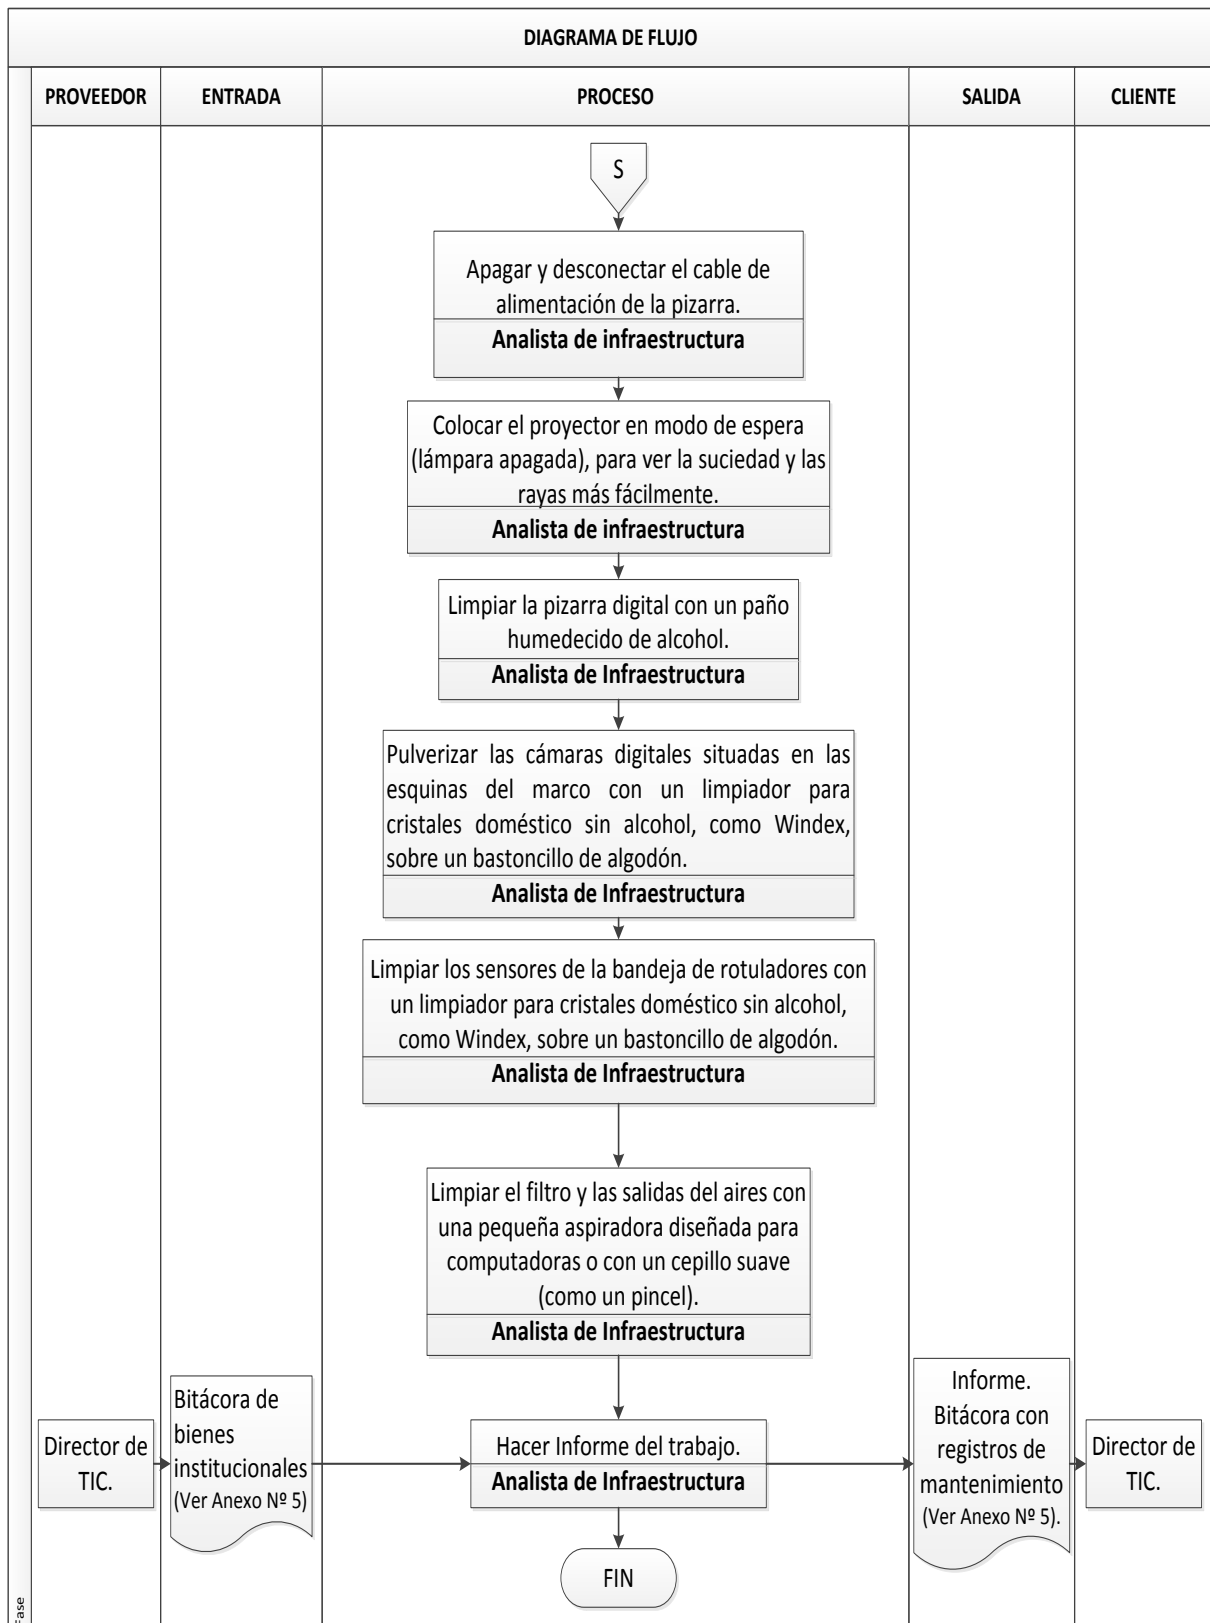 DIAGRAMA DE FLUJO
PROVEEDOR
ENTRADA
PROCESO
SALIDA
CLIENTE
S
Apagar y desconectar el cable de
alimentación de la pizarra.
Analista de infraestructura
Colocar el proyector en modo de espera
(lámpara apagada), para ver la suciedad y las
rayas más fácilmente.
Analista de infraestructura
Limpiar la pizarra digital con un paño
humedecido de alcohol.
Analista de Infraestructura
Pulverizar las cámaras digitales situadas en las
esquinas del marco con un limpiador para
cristales doméstico sin alcohol, como Windex,
sobre un bastoncillo de algodón.
Analista de Infraestructura
Limpiar los sensores de la bandeja de rotuladores con
un limpiador para cristales doméstico sin alcohol,
como Windex, sobre un bastoncillo de algodón.
Analista de Infraestructura
Limpiar el filtro y las salidas del aires con
una pequeña aspiradora diseñada para
computadoras o con un cepillo suave
(como un pincel).
Analista de Infraestructura
Director de
TIC.
Bitácora de
bienes
institucionales
(Ver Anexo Nº 5)
Hacer Informe del trabajo.
Analista de Infraestructura
Informe.
Bitácora con
registros de
mantenimiento
(Ver Anexo Nº 5).
Director de
TIC.
FIN
Fase